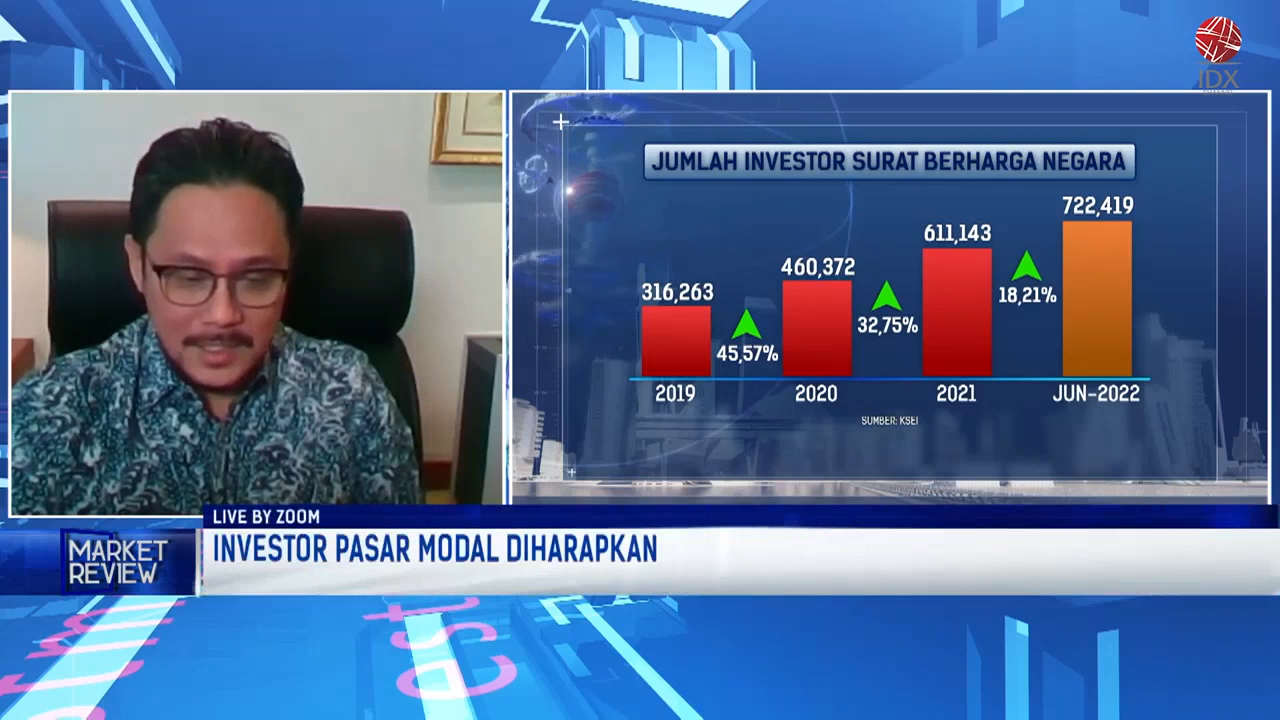 IDX
JUMLAH INVESTOR SURAT BERHARGA NEGARA
316,263
460,372
611,143
722,419
45,57%
32,75%
18,21%
2019
2020
2021
JUN-2022
SUMBER: KSEI
LIVE BY ZOOM
MARKET
REVIEW
INVESTOR PASAR MODAL DIHARAPKAN